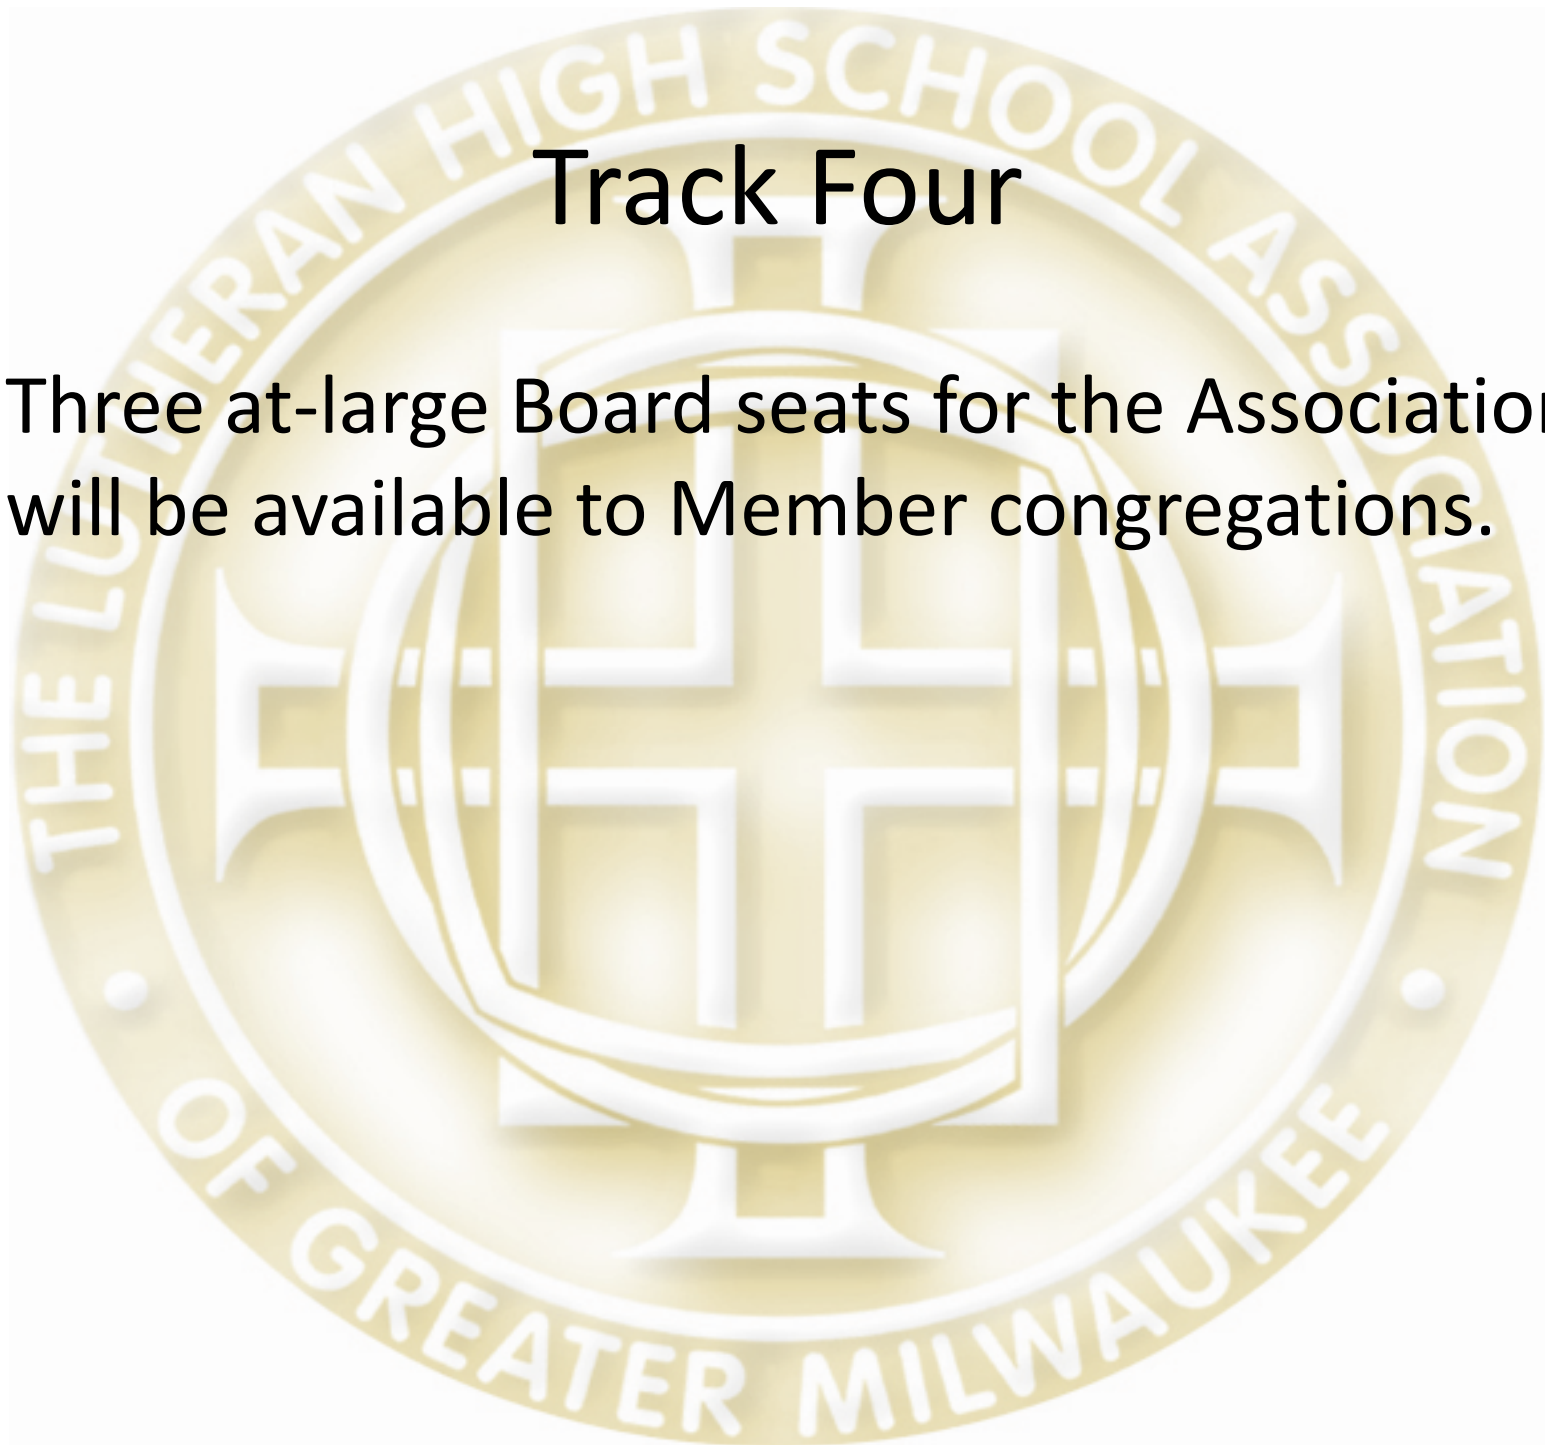 THE LUTHERAN HIGH SCHOOL ASSOCIATION
Track Four
Three at-large Board seats for the Association
will be available to Member congregations.
• OF GREATER MILWAUKEE •